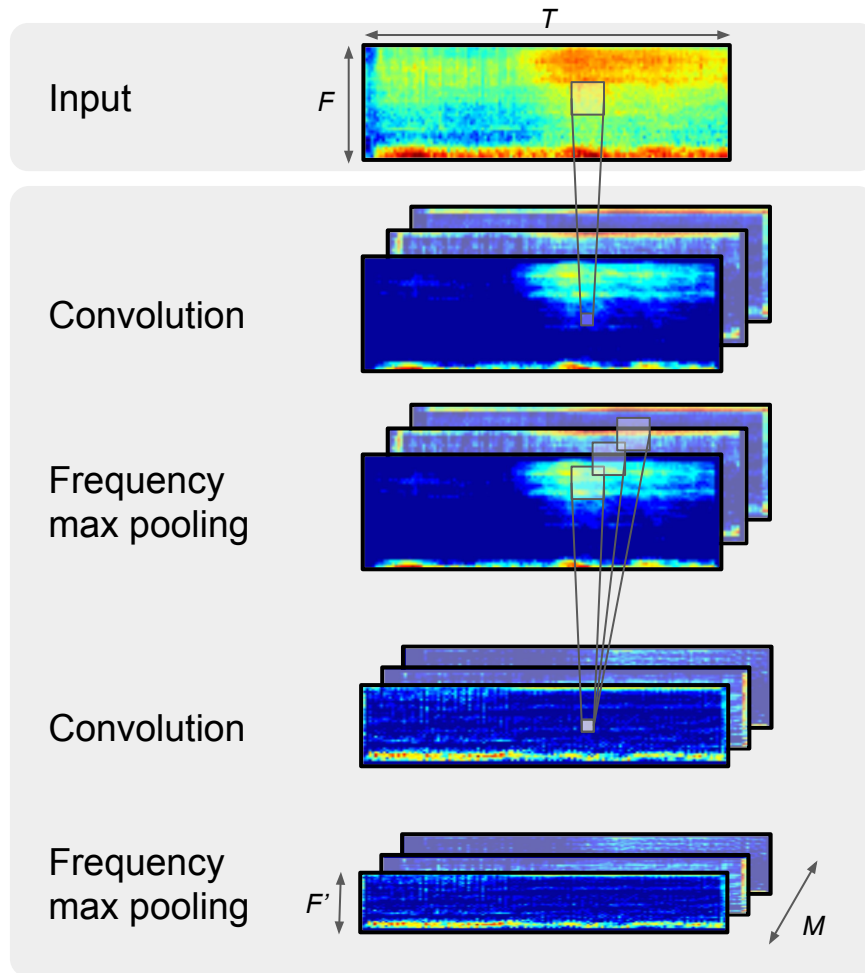 T
Input
F
Convolution
Frequency
max pooling
Convolution
Frequency
max pooling
F'
M